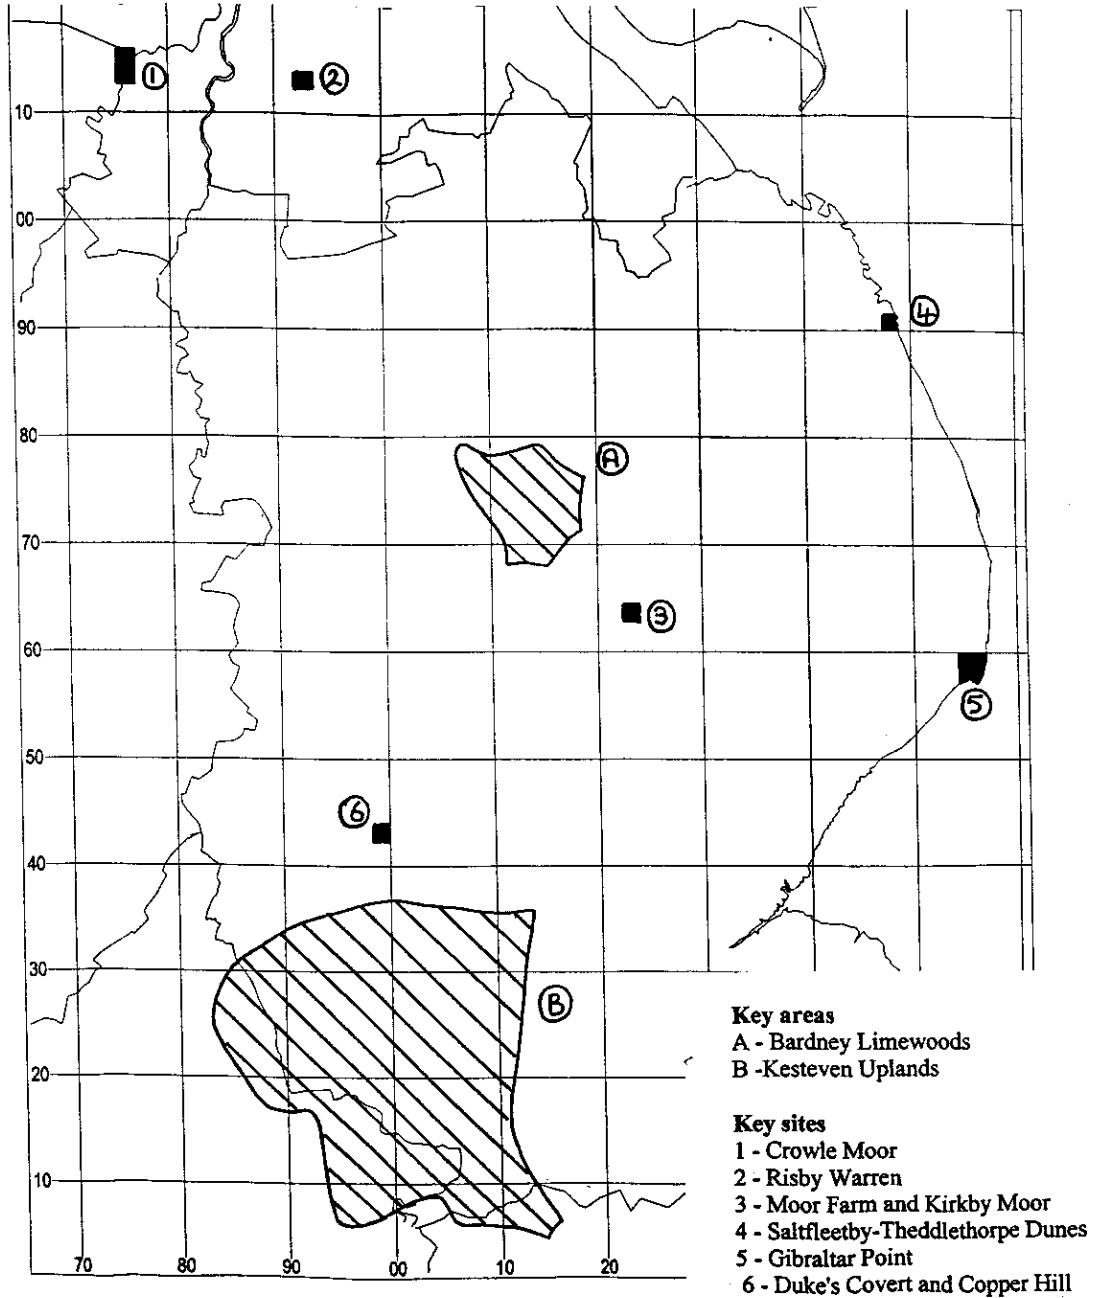 1
2
10
00
4
90
80
A
70
3
60
5
50
6
40
30
B
20
10
70
80
90
00
10
20
Key areas
A - Bardney Limewoods
B -Kesteven Uplands
Key sites
1 - Crowle Moor
2 - Risby Warren
3 - Moor Farm and Kirkby Moor
4 - Saltfleetby-Theddlethorpe Dunes
5 - Gibraltar Point
6 - Duke's Covert and Copper Hill